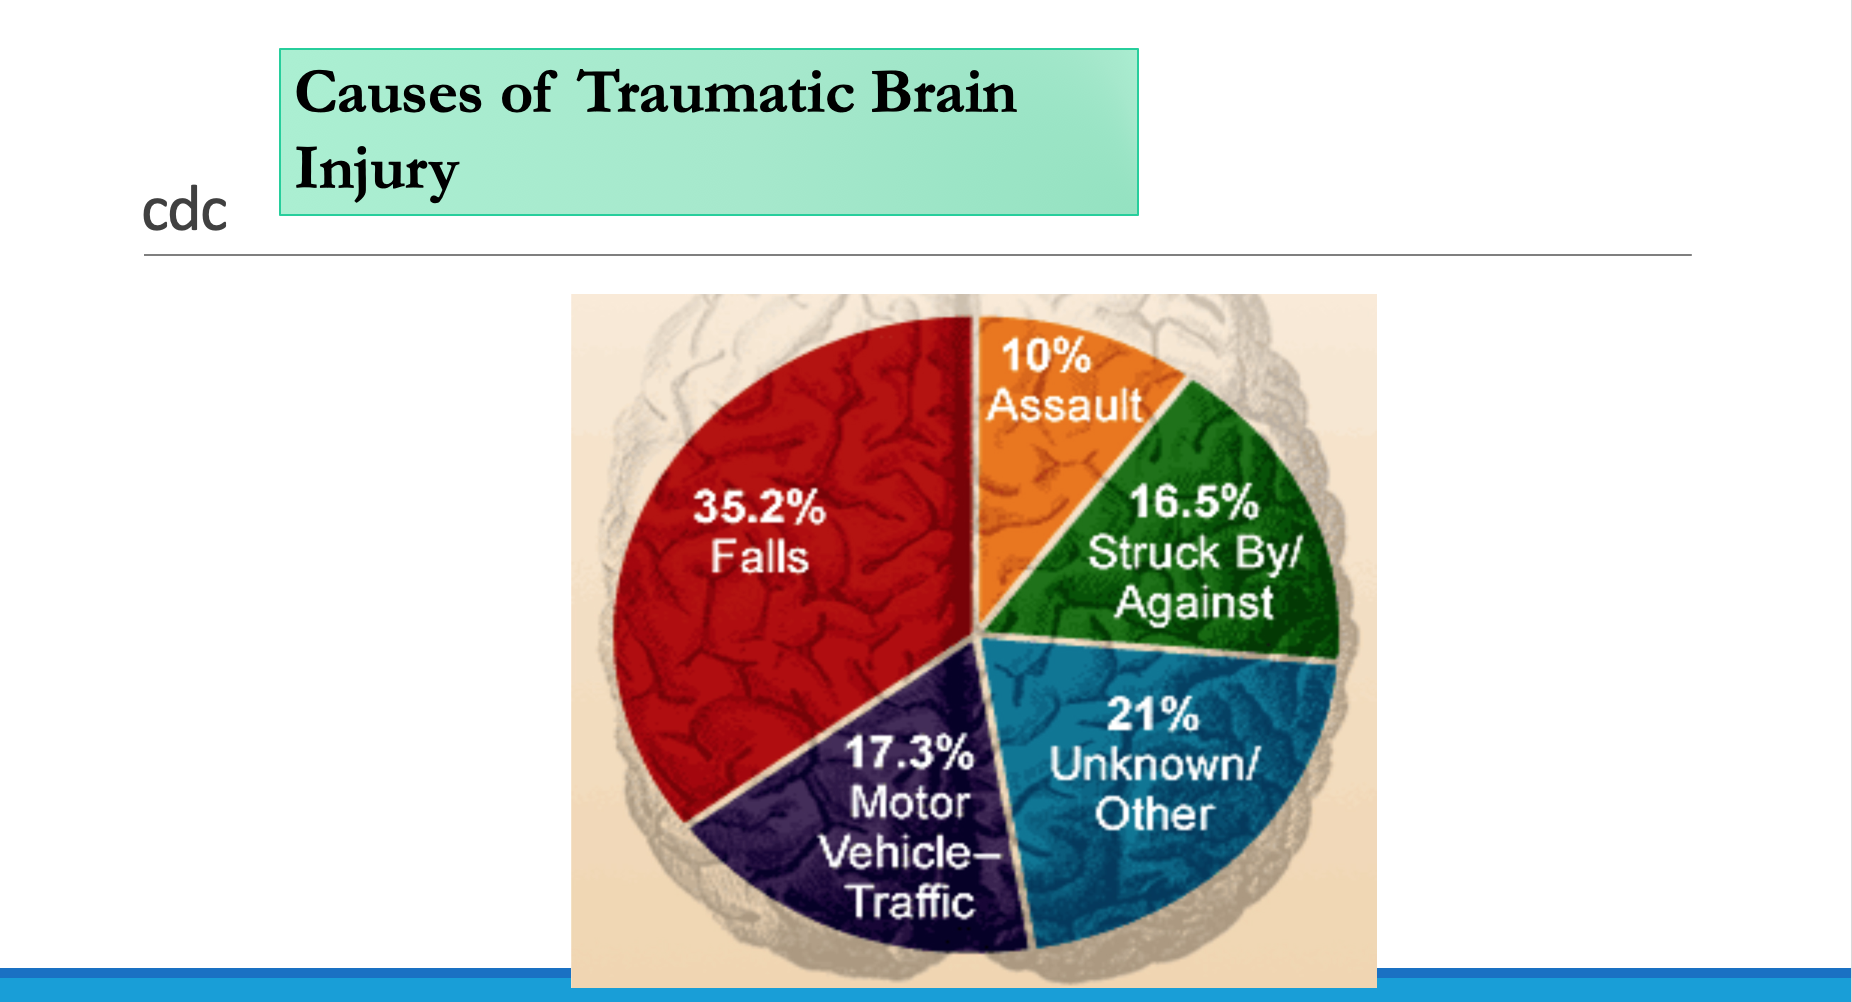 Causes of Traumatic Brain
Injury
cdc
10%
Assault
16.5%
Struck By/
Against
21%
Unknown/
Other
17.3%
Motor
Vehicle–
Traffic
35.2%
Falls